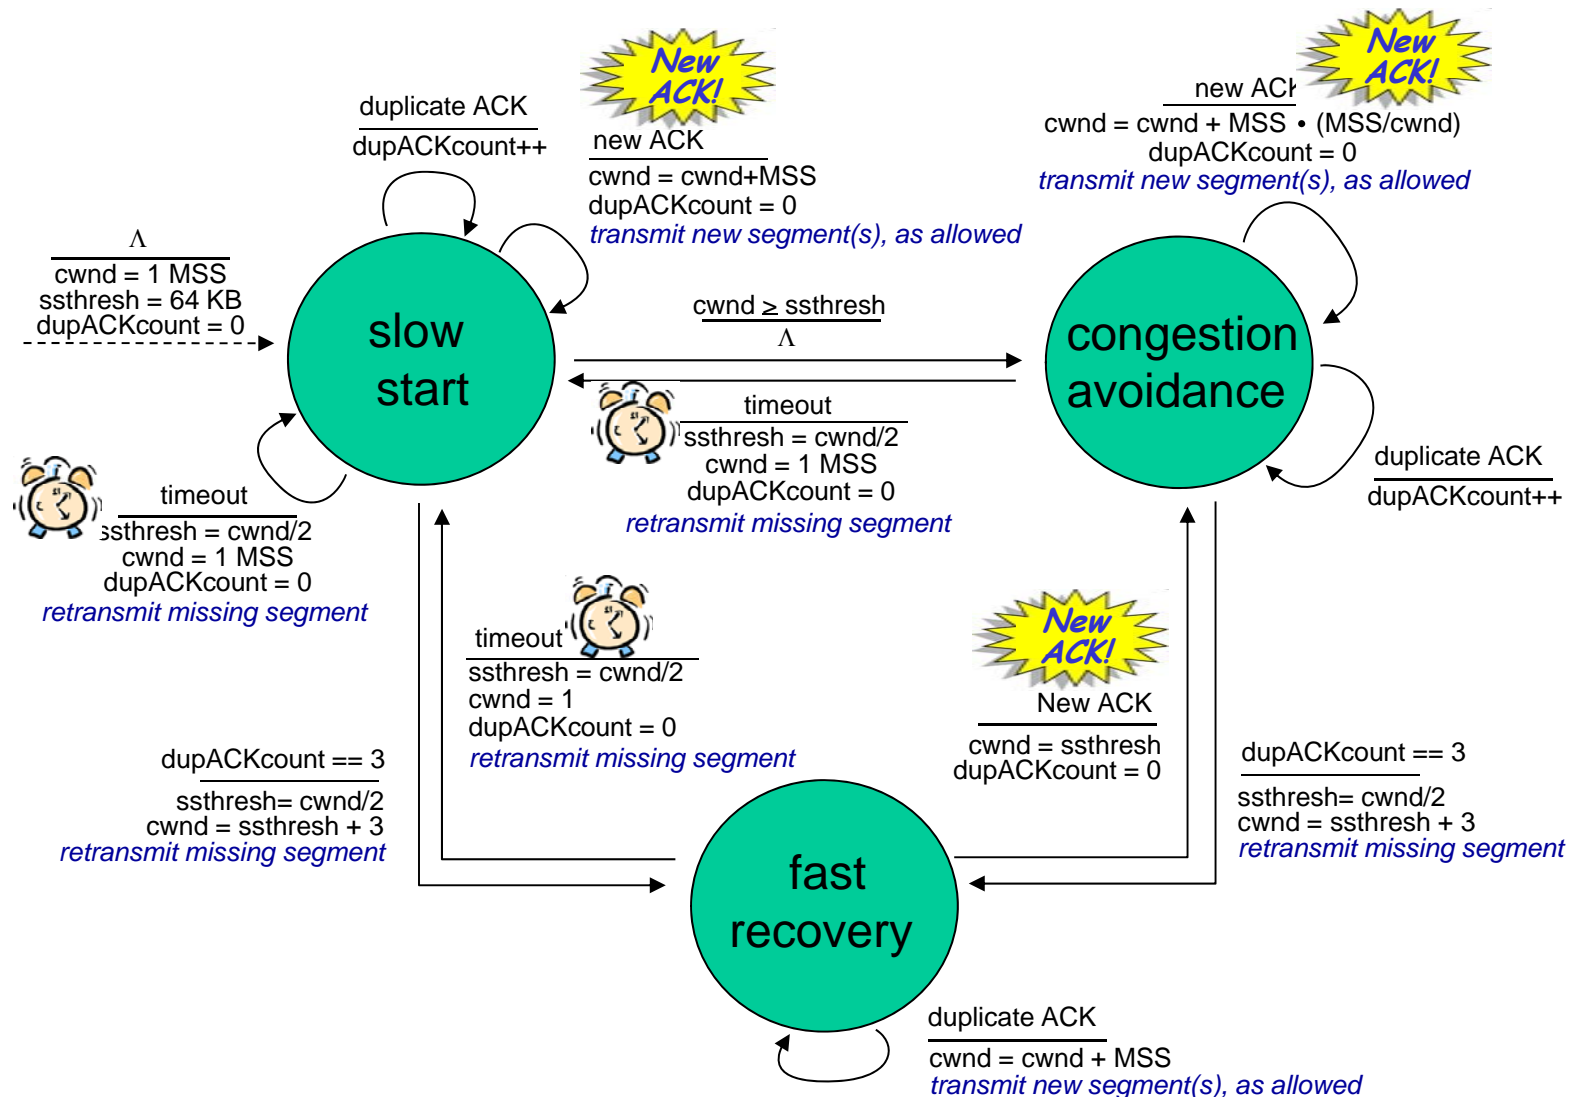 New
ACK!
duplicate ACK
dupACKcount++
new ACK
cwnd = cwnd+MSS
dupACKcount = 0
transmit new segment(s), as allowed
New
ACK!
new ACK
cwnd = cwnd + MSS • (MSS/cwnd)
dupACKcount = 0
transmit new segment(s), as allowed
Λ
cwnd = 1 MSS
ssthresh = 64 KB
dupACKcount = 0
slow
start
cwnd ≥ ssthresh
Λ
congestion
avoidance
timeout
ssthresh = cwnd/2
cwnd = 1 MSS
dupACKcount = 0
retransmit missing segment
timeout
ssthresh = cwnd/2
cwnd = 1 MSS
dupACKcount = 0
retransmit missing segment
duplicate ACK
dupACKcount++
timeout
ssthresh = cwnd/2
cwnd = 1
dupACKcount = 0
retransmit missing segment
New
ACK!
New ACK
cwnd = ssthresh
dupACKcount = 0
dupACKcount == 3
ssthresh= cwnd/2
cwnd = ssthresh + 3
retransmit missing segment
dupACKcount == 3
ssthresh= cwnd/2
cwnd = ssthresh + 3
retransmit missing segment
fast
recovery
duplicate ACK
cwnd = cwnd + MSS
transmit new segment(s), as allowed